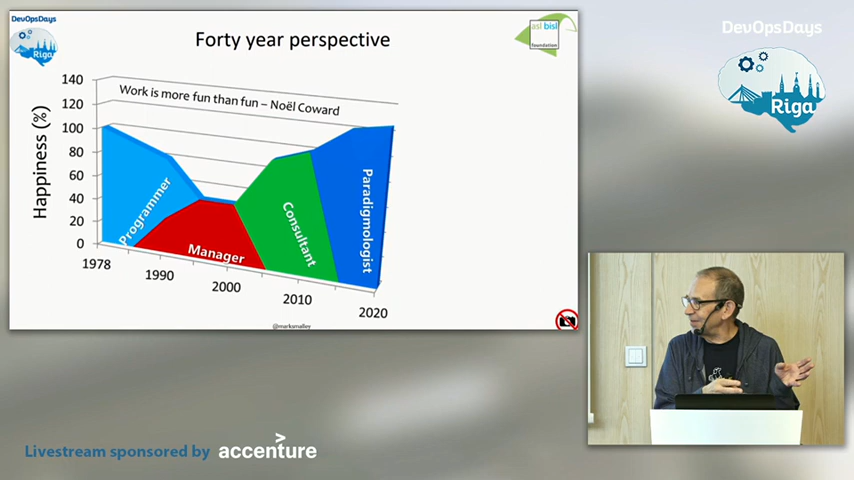 DevOpsDays
Riga
Forty year perspective
asl bisl
foundation
Work is more fun than fun – Noël Coward
Happiness (%)
140
120
100
80
60
40
20
0
Programmer
Manager
Consultant
Paradigmologist
1978
1990
2000
2010
2020
@marksmalley
DevOpsDays
Riga
Livestream sponsored by accenture